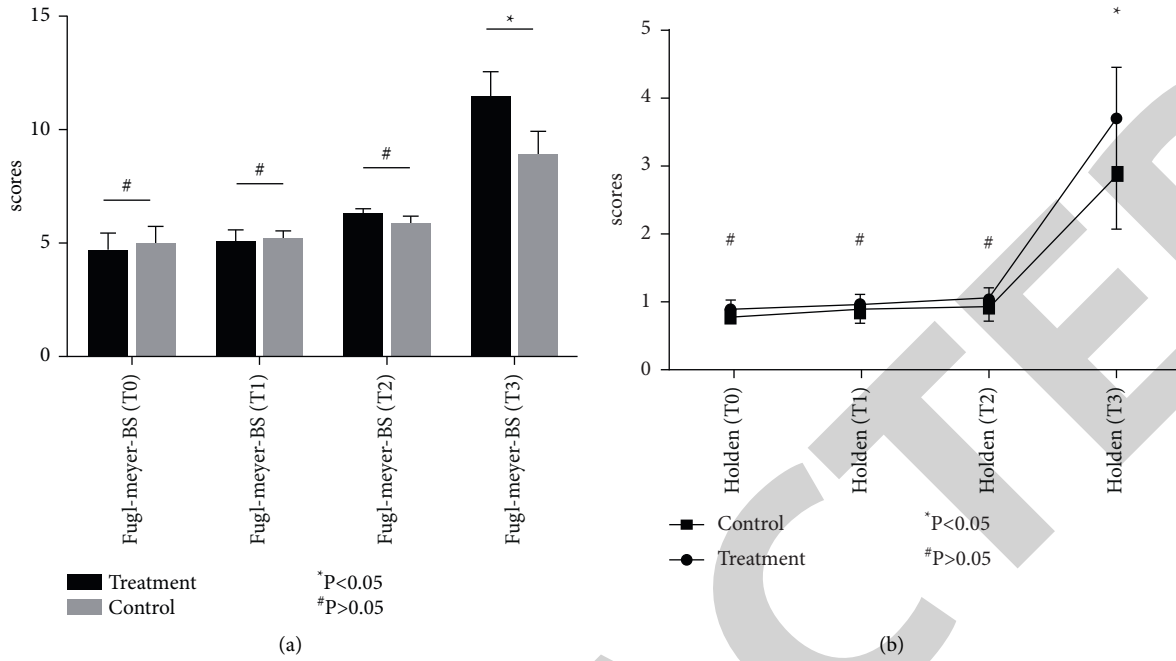 15
10
5
0
scores
#
#
#
*
Fugl-meyer-BS (T0)
Fugl-meyer-BS (T1)
Fugl-meyer-BS (T2)
Fugl-meyer-BS (T3)
Treatment
*P<0.05
Control
#P>0.05
(a)
5
4
3
2
1
0
scores
#
#
#
*
Holden (T0)
Holden (T1)
Holden (T2)
Holden (T3)
Control
*P<0.05
Treatment
#P>0.05
(b)
CTED